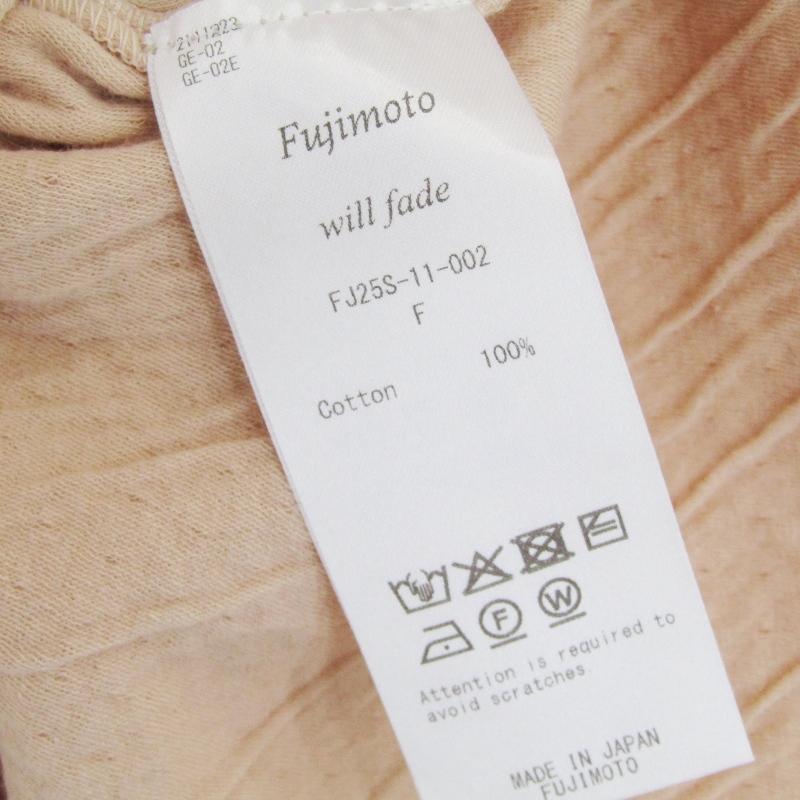 2111223
GE-02
GE-02E
Fujimoto
will fade
FJ25S-11-002
F
Cotton 100%
F W
Attention is required to
avoid scratches.
MADE IN JAPAN
FUJIMOTO